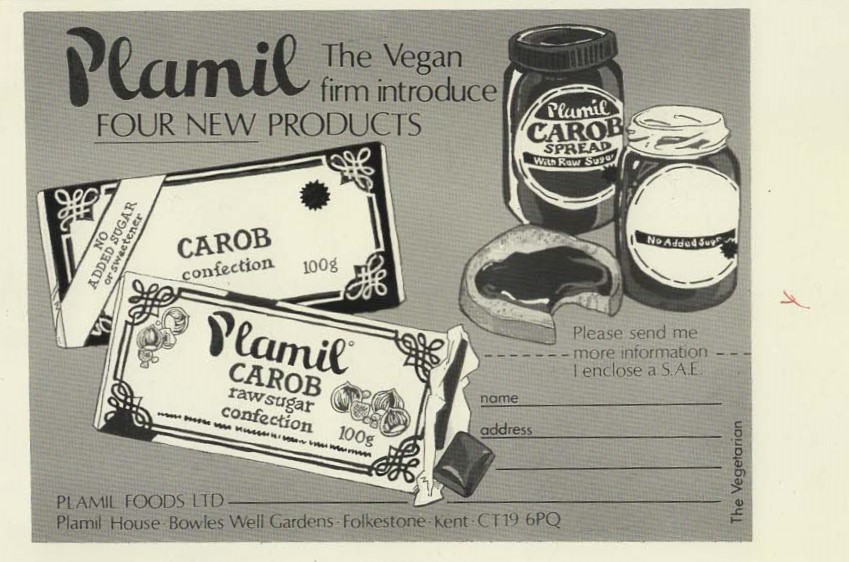 Plamil The Vegan
firm introduce
FOUR NEW PRODUCTS
NO
ADDED SUGAR
or sweetener
CAROB
confection 100g
Plamil
CAROB
raw sugar
confection
100g
Plamil
CAROB
SPREAD
With Raw Sugar
No Added Sugar
Please send me
more information
I enclose a S.A.E.
name
address
PLAMIL FOODS LTD
Plamil House · Bowles Well Gardens · Folkestone · Kent · CT19 6PQ
The Vegetarian